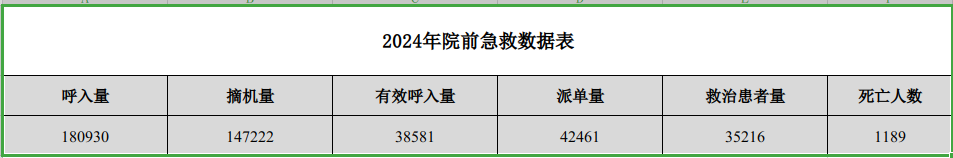 2024年院前急救数据表
呼入量 摘机量 有效呼入量 派单量 救治患者量 死亡人数
180930 147222 38581 42461 35216 1189